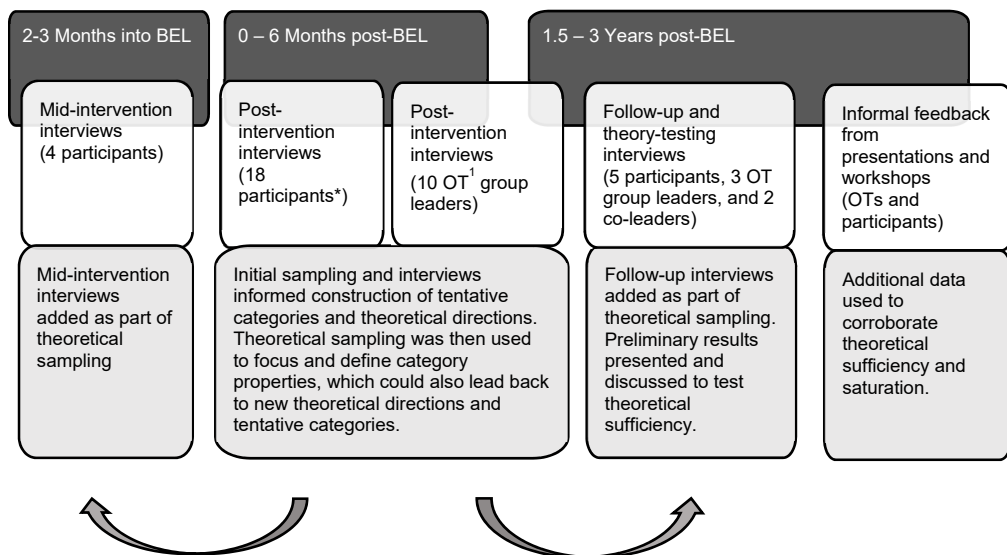 2-3 Months into BEL
0 – 6 Months post-BEL
1.5 – 3 Years post-BEL
Mid-intervention
interviews
(4 participants)
Post-
intervention
interviews
(18
participants*)
Post-
intervention
interviews
(10 OT¹ group
leaders)
Follow-up and
theory-testing
interviews
(5 participants, 3 OT
group leaders, and 2
co-leaders)
Informal feedback
from
presentations and
workshops
(OTs and
participants)
Mid-intervention
interviews
added as part of
theoretical
sampling
Initial sampling and interviews
informed construction of tentative
categories and theoretical directions.
Theoretical sampling was then used
to focus and define category
properties, which could also lead back
to new theoretical directions and
tentative categories.
Follow-up interviews
added as part of
theoretical sampling.
Preliminary results
presented and
discussed to test
theoretical
sufficiency.
Additional data
used to
corroborate
theoretical
sufficiency and
saturation.